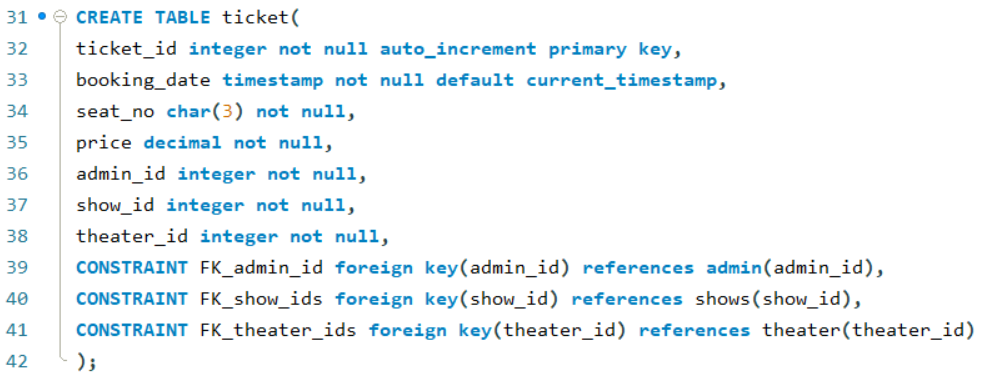 31 CREATE TABLE ticket(
32 ticket_id integer not null auto_increment primary key,
33 booking_date timestamp not null default current_timestamp,
34 seat_no char(3) not null,
35 price decimal not null,
36 admin_id integer not null,
37 show_id integer not null,
38 theater_id integer not null,
39 CONSTRAINT FK_admin_id foreign key(admin_id) references admin(admin_id),
40 CONSTRAINT FK_show_ids foreign key(show_id) references shows(show_id),
41 CONSTRAINT FK_theater_ids foreign key(theater_id) references theater(theater_id)
42 );